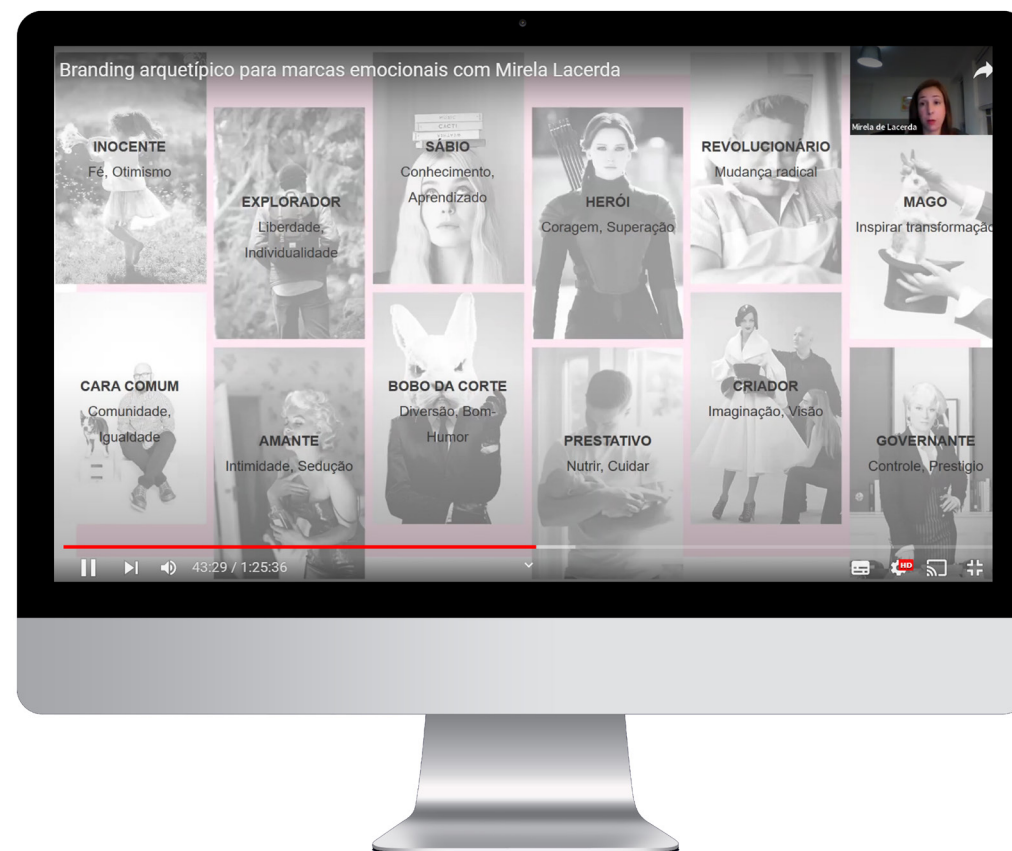 Branding arquetípico para marcas emocionais com Mirela Lacerda
Mirela de Lacerda
INOCENTE
Fé, Otimismo
EXPLORADOR
Liberdade,
Individualidade
SÁBIO
Conhecimento,
Aprendizado
HERÓI
Coragem, Superação
REVOLUCIONÁRIO
Mudança radical
MAGO
Inspirar transformação
CARA COMUM
Comunidade,
Igualdade
AMANTE
Intimidade, Sedução
BOBO DA CORTE
Diversão, Bom-
Humor
PRESTATIVO
Nutrir, Cuidar
CRIADOR
Imaginação, Visão
GOVERNANTE
Controle, Prestigio
43:29 / 1:25:36
HD